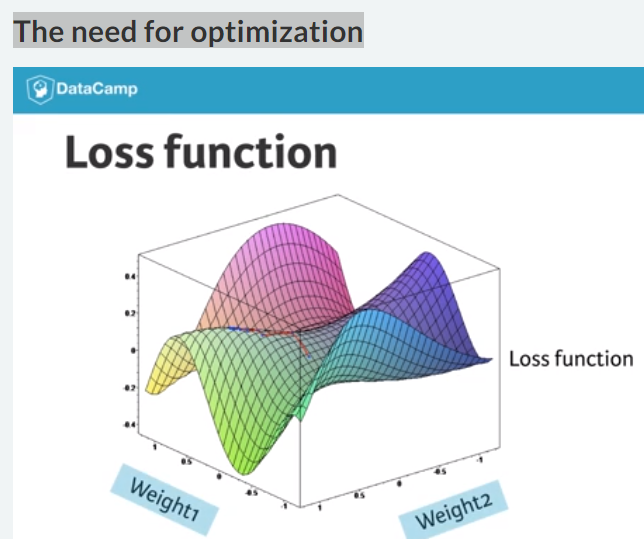 The need for optimization
DataCamp
Loss function
0.4
0.2
0
-0.2
-0.4
Loss function
1
0.5
0
-0.5
-1
Weight1
1
0.5
0
-0.5
-1
Weight2